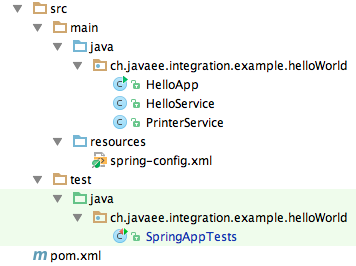 src
main
java
ch.javaee.integration.example.helloWorld
HelloApp
HelloService
PrinterService
resources
spring-config.xml
test
java
ch.javaee.integration.example.helloWorld
SpringAppTests
pom.xml